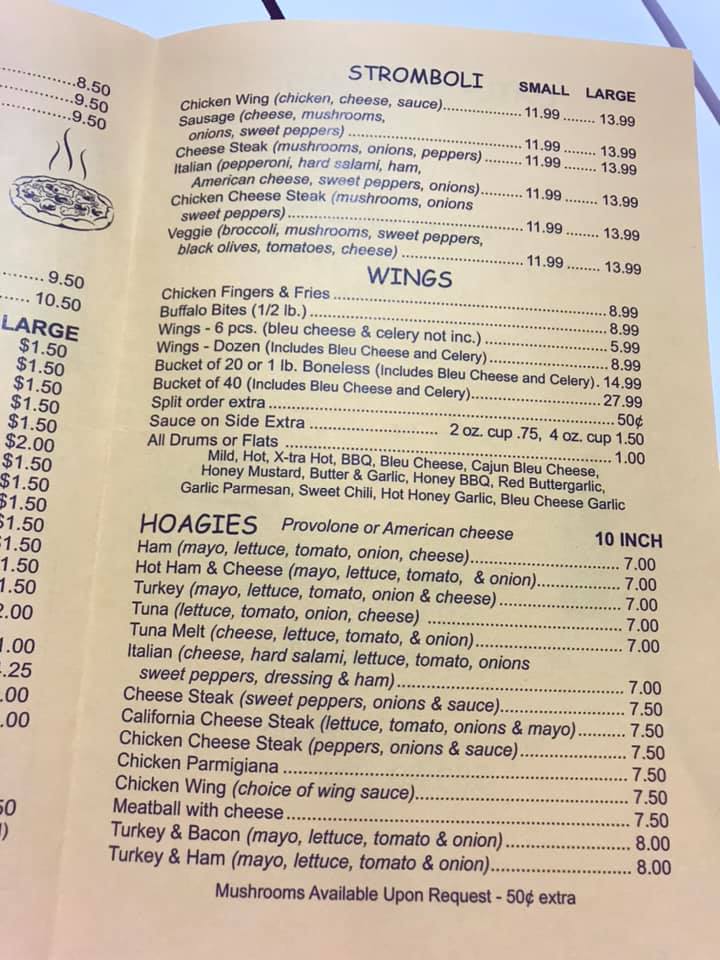 8.50
9.50
9.50
9.50
10.50
LARGE
$1.50
$1.50
$1.50
$1.50
$1.50
$2.00
$1.50
$1.50
$1.50
$1.50
1.50
1.50
1.50
2.00
1.00
.25
.00
.00
50
)
STROMBOLI SMALL LARGE
Chicken Wing (chicken, cheese, sauce)..................... 11.99 ........ 13.99
Sausage (cheese, mushrooms,
onions, sweet peppers) ............................................. 11.99 ........ 13.99
Cheese Steak (mushrooms, onions, peppers) ......... 11.99 ........ 13.99
Italian (pepperoni, hard salami, ham,
American cheese, sweet peppers, onions)........... 11.99 ........ 13.99
Chicken Cheese Steak (mushrooms, onions
sweet peppers)............................................................ 11.99 ........ 13.99
Veggie (broccoli, mushrooms, sweet peppers,
black olives, tomatoes, cheese) ............................... 11.99 ........ 13.99
WINGS
Chicken Fingers & Fries ....................................................................... 8.99
Buffalo Bites (1/2 lb.)............................................................................. 8.99
Wings - 6 pcs. (bleu cheese & celery not inc.)................................ 5.99
Wings - Dozen (Includes Bleu Cheese and Celery)............................. 8.99
Bucket of 20 or 1 lb. Boneless (Includes Bleu Cheese and Celery). 14.99
Bucket of 40 (Includes Bleu Cheese and Celery)................................ 27.99
Split order extra........................................................................................ 50¢
Sauce on Side Extra ................................ 2 oz. cup .75, 4 oz. cup 1.50
All Drums or Flats ................................................................................. 1.00
Mild, Hot, X-tra Hot, BBQ, Bleu Cheese, Cajun Bleu Cheese,
Honey Mustard, Butter & Garlic, Honey BBQ, Red Buttergarlic,
Garlic Parmesan, Sweet Chili, Hot Honey Garlic, Bleu Cheese Garlic
HOAGIES Provolone or American cheese 10 INCH
Ham (mayo, lettuce, tomato, onion, cheese)..................................... 7.00
Hot Ham & Cheese (mayo, lettuce, tomato, & onion)..................... 7.00
Turkey (mayo, lettuce, tomato, onion & cheese).............................. 7.00
Tuna (lettuce, tomato, onion, cheese) ................................................ 7.00
Tuna Melt (cheese, lettuce, tomato, & onion).................................... 7.00
Italian (cheese, hard salami, lettuce, tomato, onions
sweet peppers, dressing & ham)........................................................ 7.00
Cheese Steak (sweet peppers, onions & sauce).............................. 7.50
California Cheese Steak (lettuce, tomato, onions & mayo)........... 7.50
Chicken Cheese Steak (peppers, onions & sauce)......................... 7.50
Chicken Parmigiana ................................................................................. 7.50
Chicken Wing (choice of wing sauce).................................................. 7.50
Meatball with cheese................................................................................ 7.50
Turkey & Bacon (mayo, lettuce, tomato & onion)............................. 8.00
Turkey & Ham (mayo, lettuce, tomato & onion)................................. 8.00
Mushrooms Available Upon Request - 50¢ extra